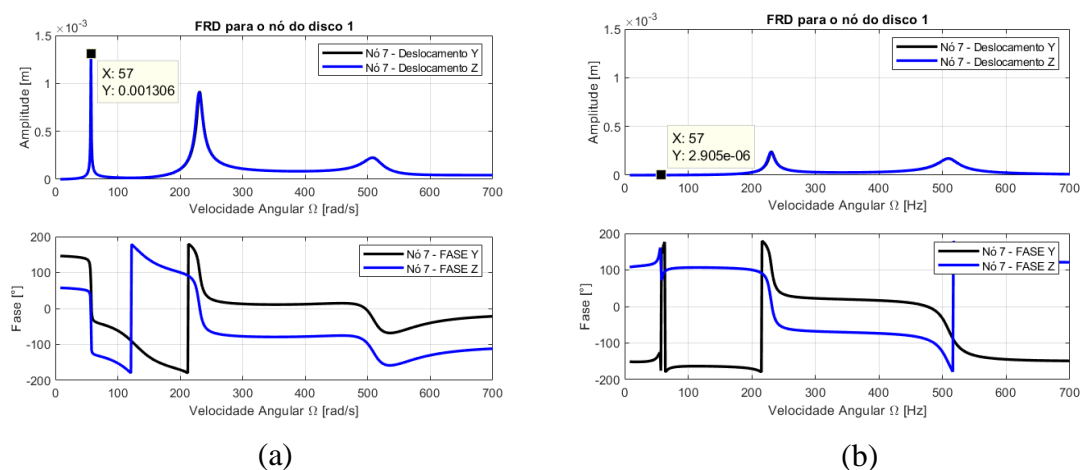 FRD para o nó do disco 1
×10⁻³
1.5
1
0.5
0
Amplitude [m]
Nó 7 - Deslocamento Y
Nó 7 - Deslocamento Z
X: 57
Y: 0.001306
0 100 200 300 400 500 600 700
Velocidade Angular Ω [rad/s]
200
100
0
-100
-200
Fase [°]
Nó 7 - FASE Y
Nó 7 - FASE Z
0 100 200 300 400 500 600 700
Velocidade Angular Ω [rad/s]
(a)
FRD para o nó do disco 1
×10⁻³
1.5
1
0.5
0
Amplitude [m]
Nó 7 - Deslocamento Y
Nó 7 - Deslocamento Z
X: 57
Y: 2.905e-06
0 100 200 300 400 500 600 700
Velocidade Angular Ω [Hz]
200
100
0
-100
-200
Fase [°]
Nó 7 - FASE Y
Nó 7 - FASE Z
0 100 200 300 400 500 600 700
Velocidade Angular Ω [Hz]
(b)